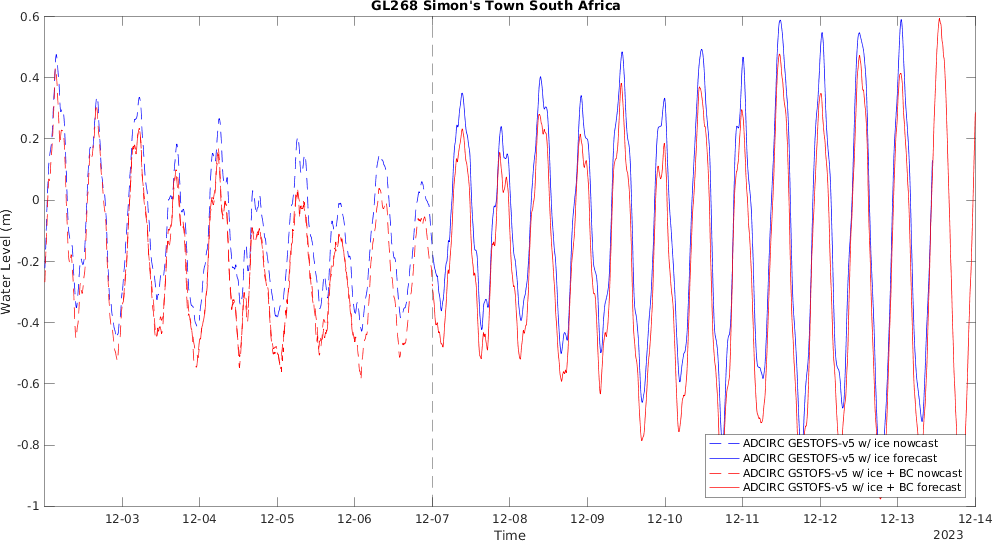 GL268 Simon's Town South Africa
0.6
0.4
0.2
0
-0.2
-0.4
-0.6
-0.8
-1
Water Level (m)
ADCIRC GESTOFS-v5 w/ ice nowcast
ADCIRC GESTOFS-v5 w/ ice forecast
ADCIRC GSTOFS-v5 w/ ice + BC nowcast
ADCIRC GSTOFS-v5 w/ ice + BC forecast
12-03 12-04 12-05 12-06 12-07 12-08 12-09 12-10 12-11 12-12 12-13 12-14
Time
2023